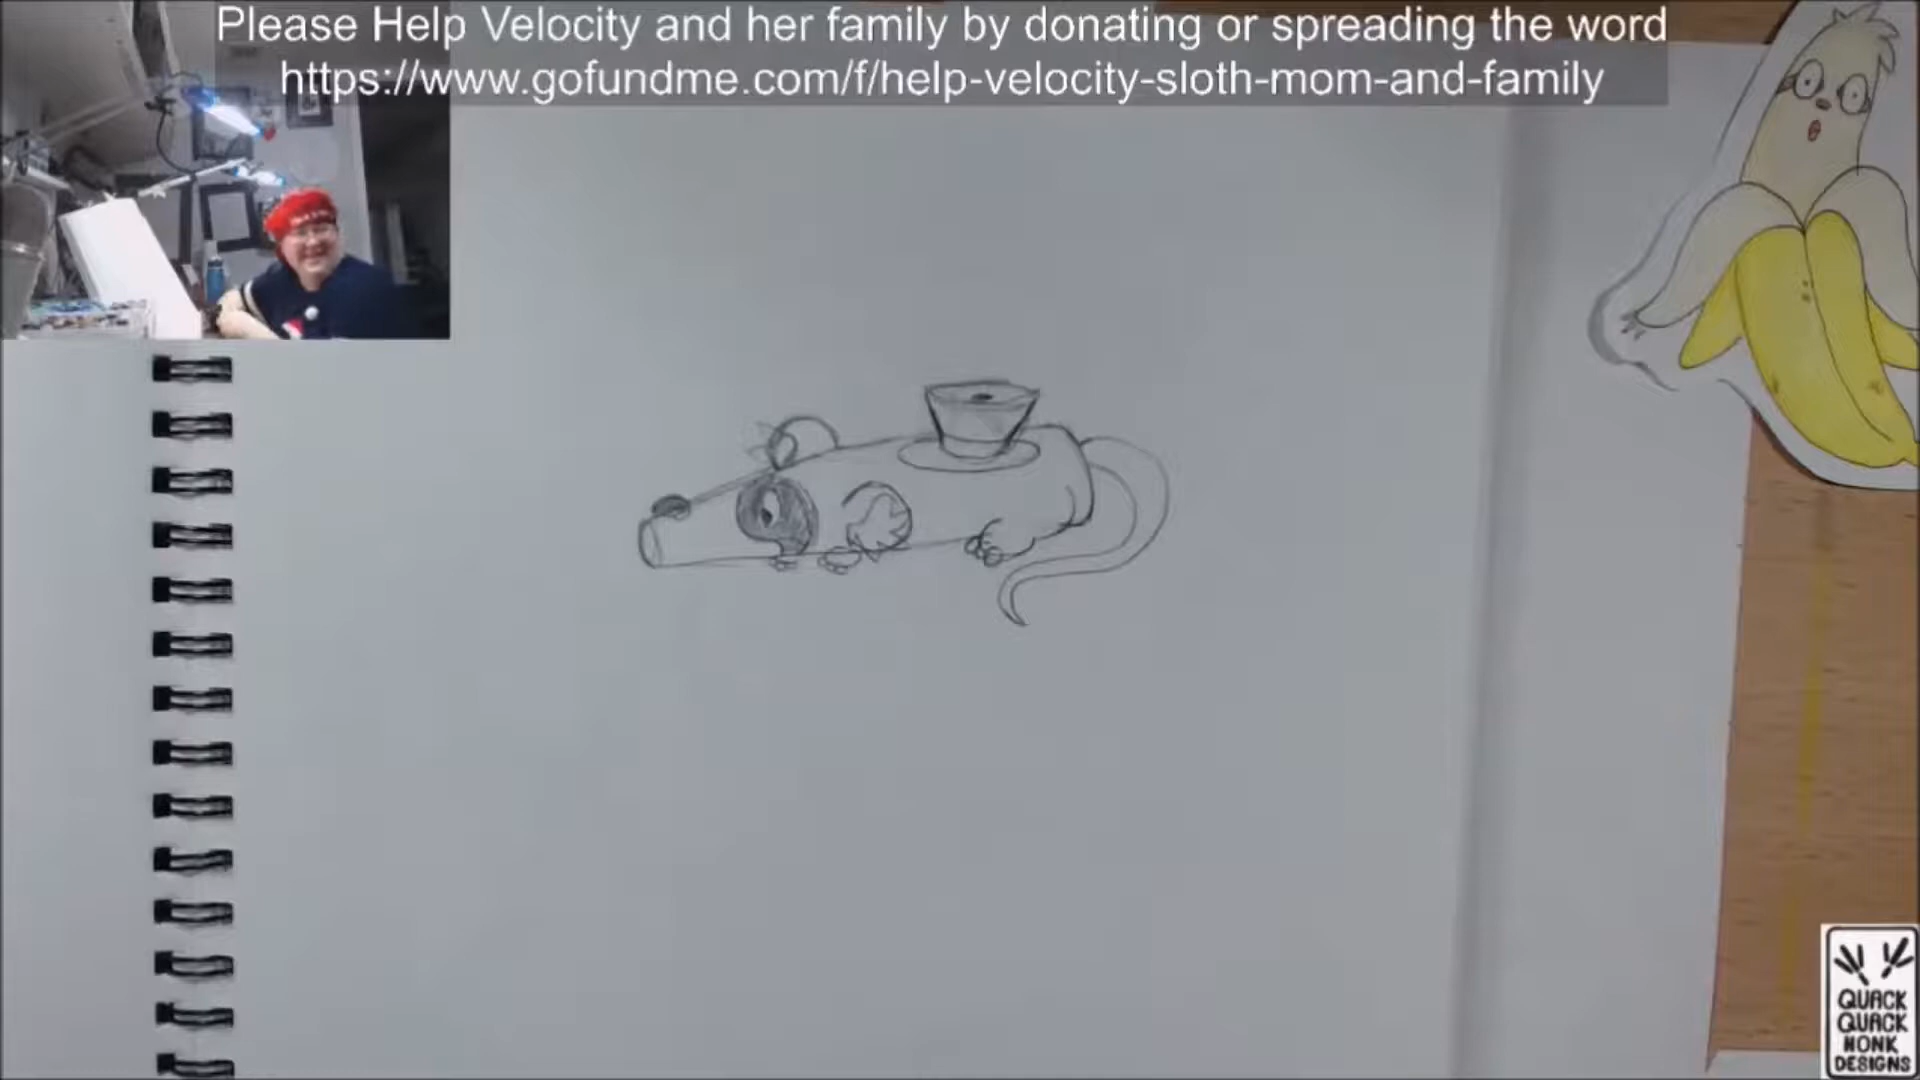 Please Help Velocity and her family by donating or spreading the word
https://www.gofundme.com/f/help-velocity-sloth-mom-and-family
QUACK
QUACK
HONK
DESIGNS